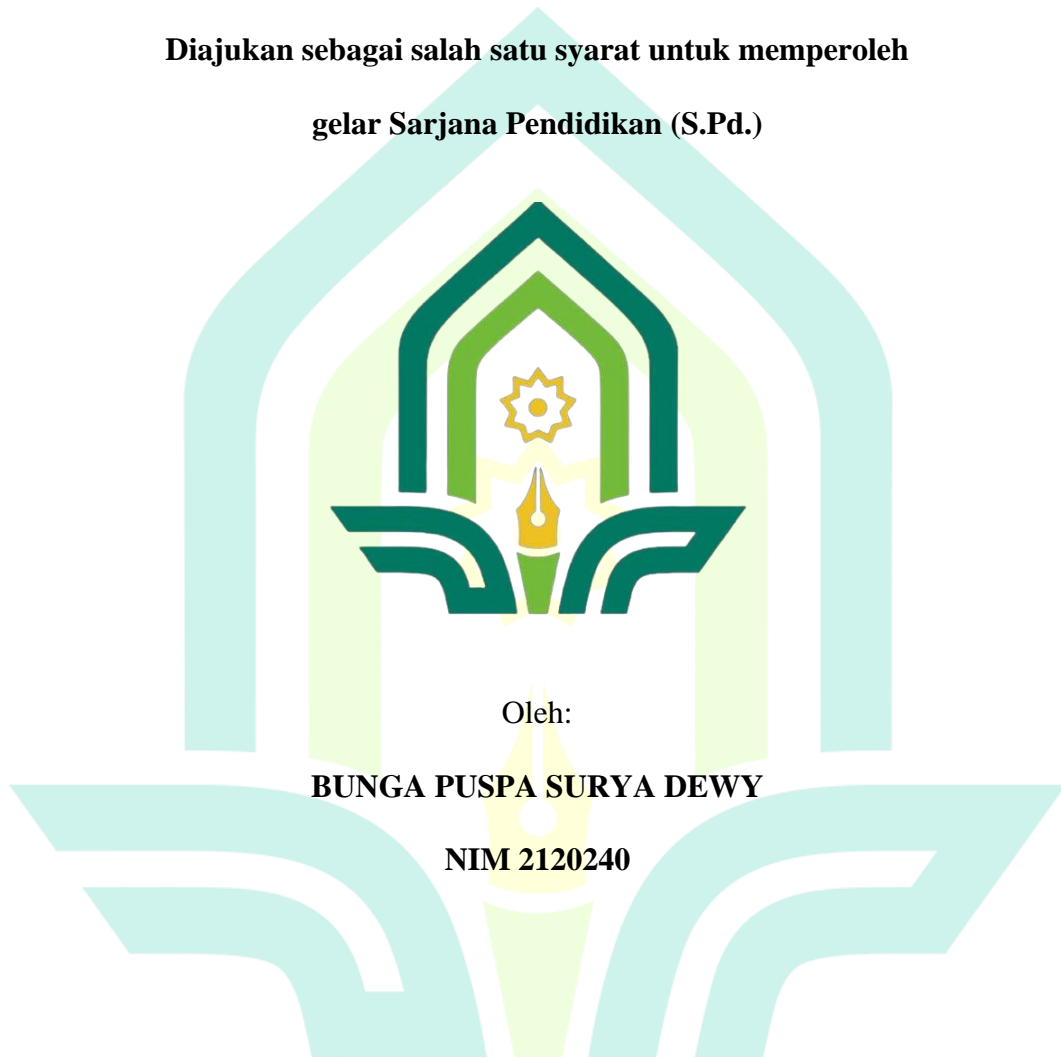 Diajukan sebagai salah satu syarat untuk memperoleh
gelar Sarjana Pendidikan (S.Pd.)
Oleh:
BUNGA PUSPA SURYA DEWY
NIM 2120240